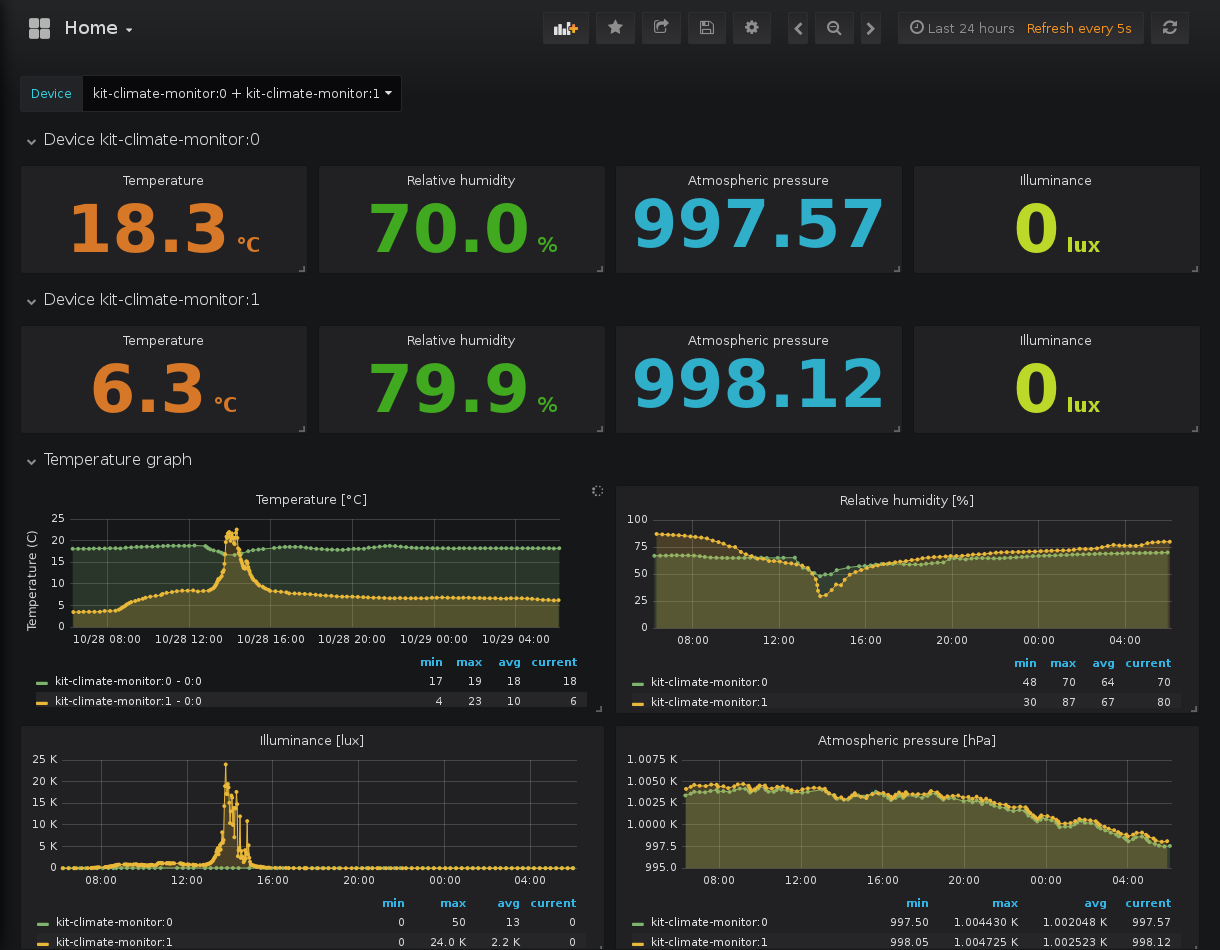 Home
Last 24 hours Refresh every 5s
Device kit-climate-monitor:0 + kit-climate-monitor:1
Device kit-climate-monitor:0
Temperature Relative humidity Atmospheric pressure Illuminance
18.3 °C 70.0 % 997.57 0 lux
Device kit-climate-monitor:1
Temperature Relative humidity Atmospheric pressure Illuminance
6.3 °C 79.9 % 998.12 0 lux
Temperature graph
Temperature [°C]
Temperature (C)
25
20
15
10
5
0
10/28 08:00 10/28 12:00 10/28 16:00 10/28 20:00 10/29 00:00 10/29 04:00
min max avg current
kit-climate-monitor:0 - 0:0 17 19 18 18
kit-climate-monitor:1 - 0:0 4 23 10 6
Relative humidity [%]
100
75
50
25
0
08:00 12:00 16:00 20:00 00:00 04:00
min max avg current
kit-climate-monitor:0 48 70 64 70
kit-climate-monitor:1 30 87 67 80
Illuminance [lux]
25 K
20 K
15 K
10 K
5 K
0
08:00 12:00 16:00 20:00 00:00 04:00
min max avg current
kit-climate-monitor:0 0 50 13 0
kit-climate-monitor:1 0 24.0 K 2.2 K 0
Atmospheric pressure [hPa]
1.0075 K
1.0050 K
1.0025 K
1.0000 K
997.5
995.0
08:00 12:00 16:00 20:00 00:00 04:00
min max avg current
kit-climate-monitor:0 997.50 1.004430 K 1.002048 K 997.57
kit-climate-monitor:1 998.05 1.004725 K 1.002523 K 998.12